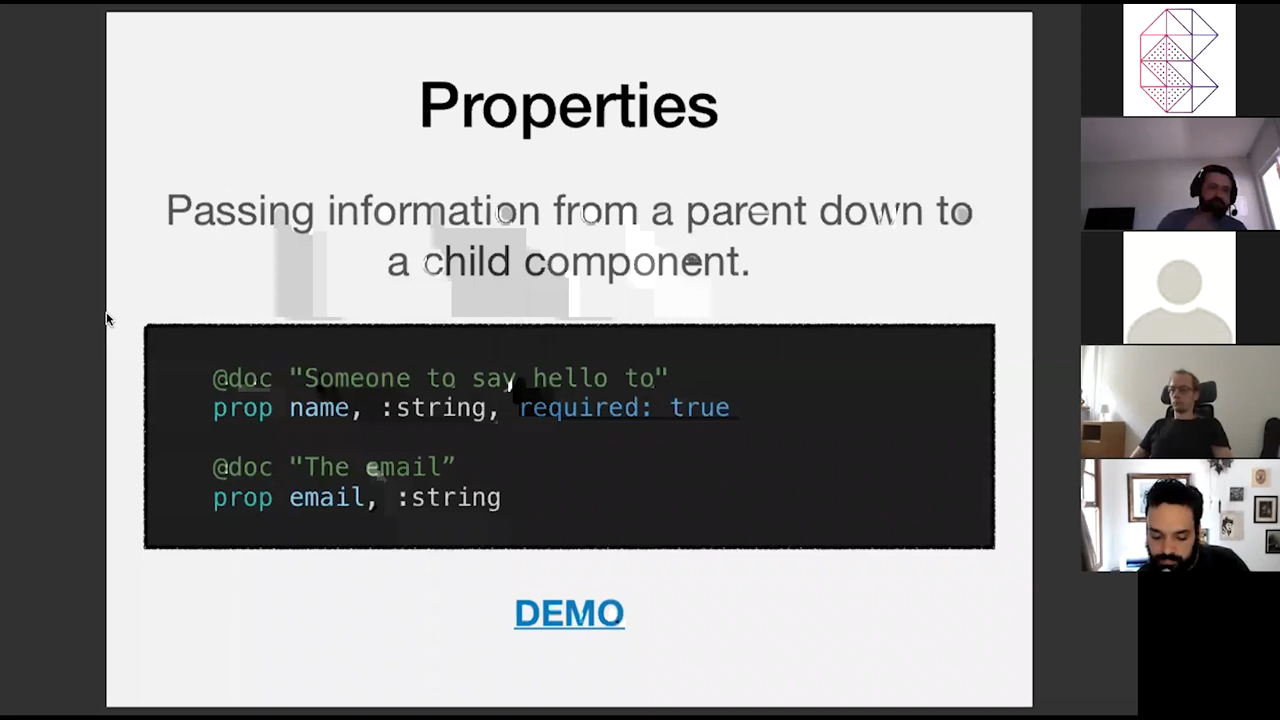 Properties
Passing information from a parent down to
a child component.
@doc "Someone to say hello to"
prop name, :string, required: true
@doc "The email”
prop email, :string
DEMO